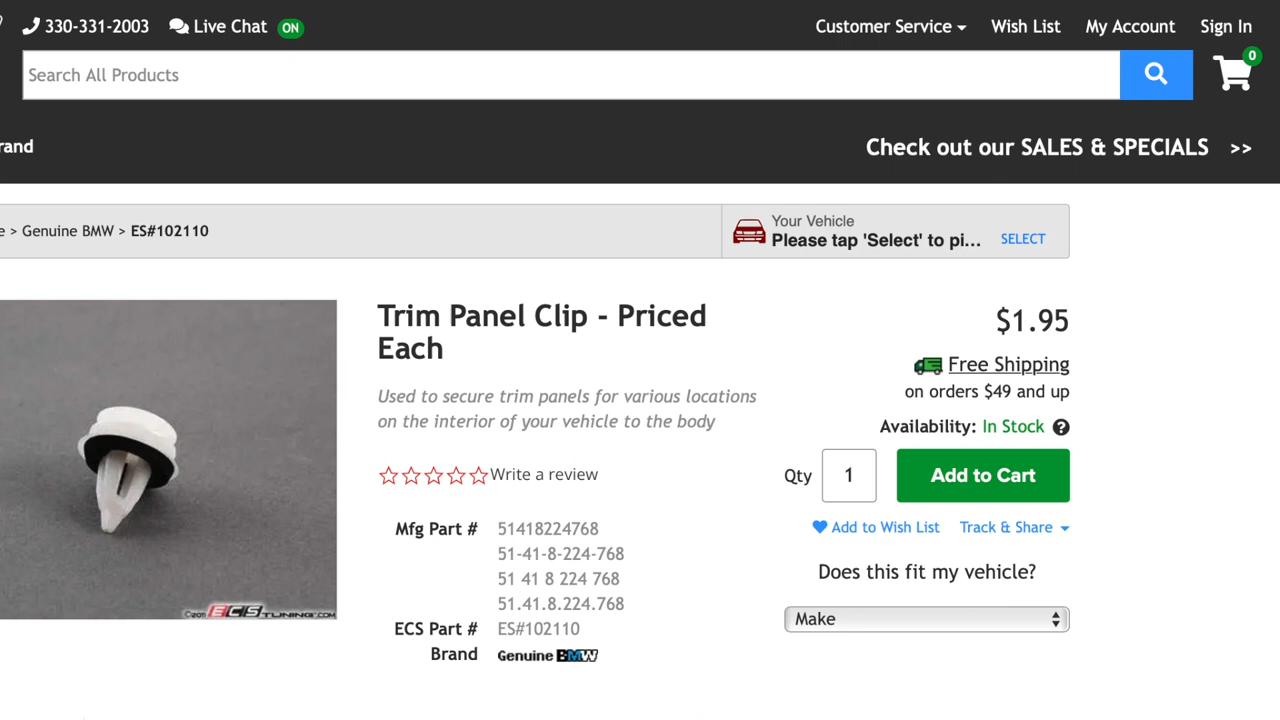 330-331-2003 Live Chat ON Customer Service Wish List My Account Sign In
0
Search All Products
rand Check out our SALES & SPECIALS >>
e > Genuine BMW > ES#102110
Your Vehicle
Please tap 'Select' to pi... SELECT
Trim Panel Clip - Priced
Each
$1.95
Free Shipping
on orders $49 and up
Used to secure trim panels for various locations
on the interior of your vehicle to the body
Availability: In Stock ?
Write a review
Qty 1 Add to Cart
Add to Wish List Track & Share
Mfg Part # 51418224768
51-41-8-224-768
51 41 8 224 768
51.41.8.224.768
ECS Part # ES#102110
Brand Genuine BMW
Does this fit my vehicle?
Make
ECS TUNING.COM